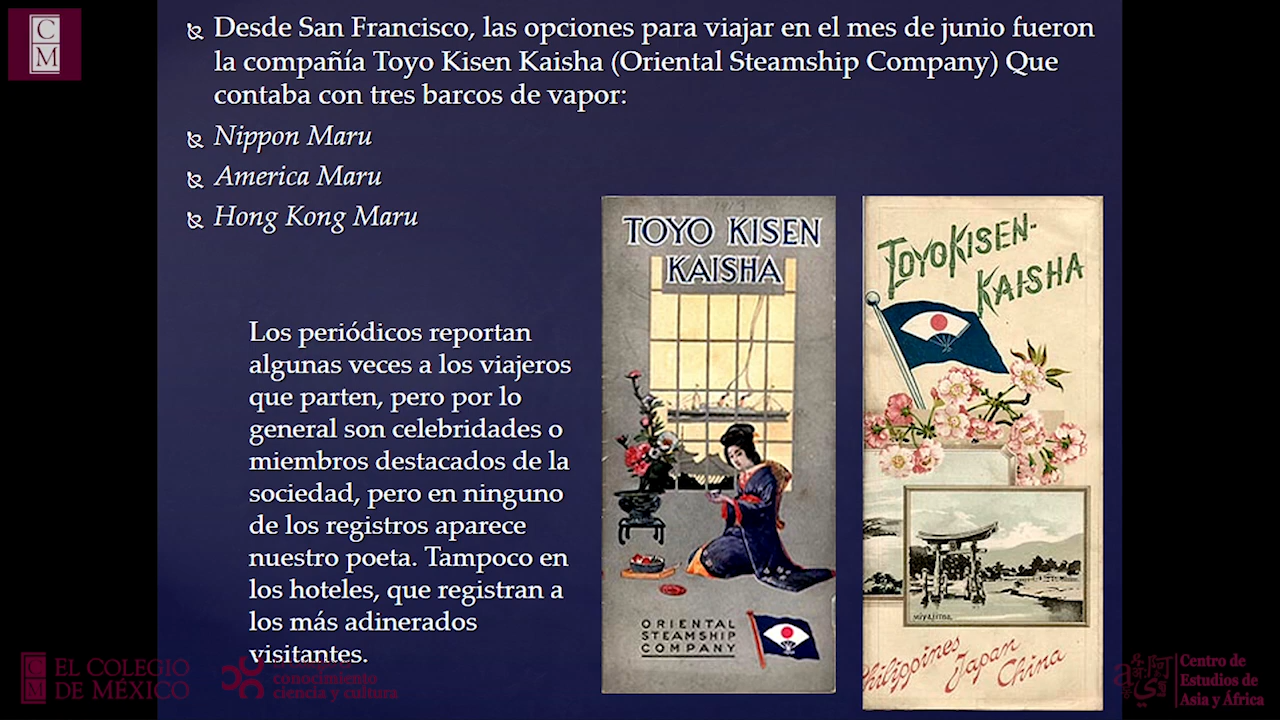 CM
Desde San Francisco, las opciones para viajar en el mes de junio fueron
la compañía Toyo Kisen Kaisha (Oriental Steamship Company) Que
contaba con tres barcos de vapor:
Nippon Maru
America Maru
Hong Kong Maru
Los periódicos reportan
algunas veces a los viajeros
que parten, pero por lo
general son celebridades o
miembros destacados de la
sociedad, pero en ninguno
de los registros aparece
nuestro poeta. Tampoco en
los hoteles, que registran a
los más adinerados
visitantes.
TOYO KISEN
KAISHA
ORIENTAL
STEAMSHIP
COMPANY
TOYO KISEN-
KAISHA
MIYAJIMA
Philippines
Japan
China
CM
EL COLEGIO
DE MÉXICO
conocimiento
ciencia y cultura
Centro de
Estudios de
Asia y África